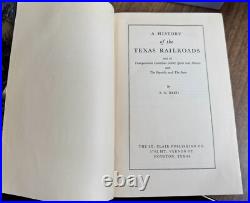 A HISTORY
of the
TEXAS RAILROADS
and of
Transportation Conditions under Spain and Mexico
and
The Republic and The State
By
S. G. REED
THE ST. CLAIR PUBLISHING CO.
HOUSTON, TEXAS